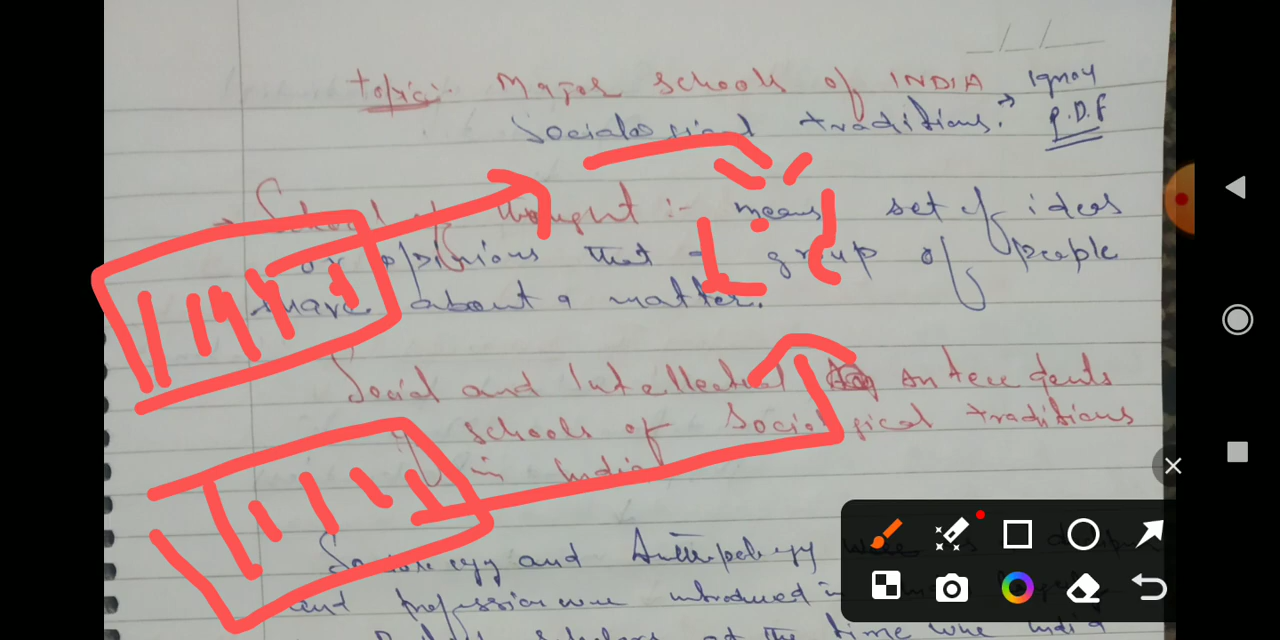 Topic:- Major schools of INDIA Ignou
Sociological traditions. → P.D.F
→ School of thought :- means set of ideas
or opinions that a group of people
share about a matter.
Social and Intellectual antecedents
of schools of Sociological traditions
in India
Sociology and Anthropology were
and profession were introduced in
scholars at the time when India